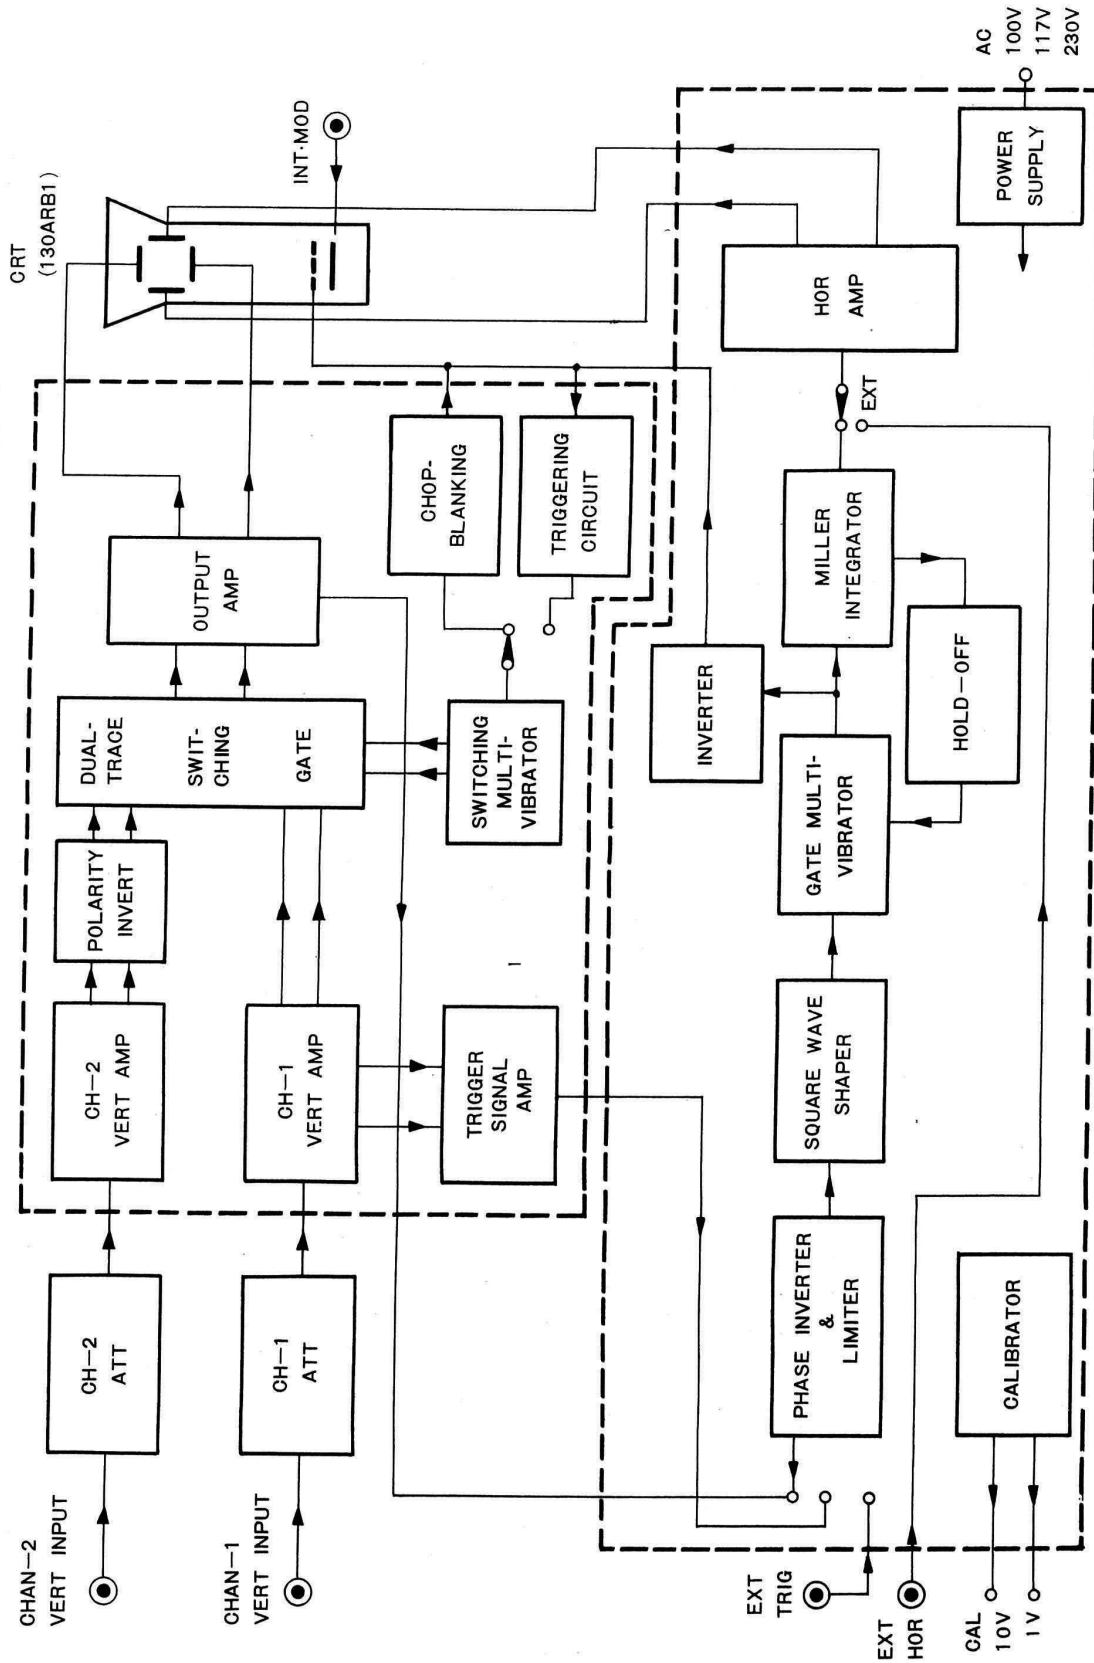 CHAN-2
VERT INPUT
CH-2
ATT
CH-2
VERT AMP
POLARITY
INVERT
DUAL-
TRACE
SWIT-
CHING
GATE
OUTPUT
AMP
CRT
(130ARB1)
INT·MOD
CHAN-1
VERT INPUT
CH-1
ATT
CH-1
VERT AMP
TRIGGER
SIGNAL
AMP
SWITCHING
MULTI-
VIBRATOR
CHOP-
BLANKING
TRIGGERING
CIRCUIT
EXT
TRIG
EXT
HOR
PHASE INVERTER
&
LIMITER
SQUARE WAVE
SHAPER
GATE MULTI-
VIBRATOR
INVERTER
MILLER
INTEGRATOR
HOLD-OFF
EXT
HOR
AMP
CAL
10V
1V
CALIBRATOR
POWER
SUPPLY
AC
100V
117V
230V